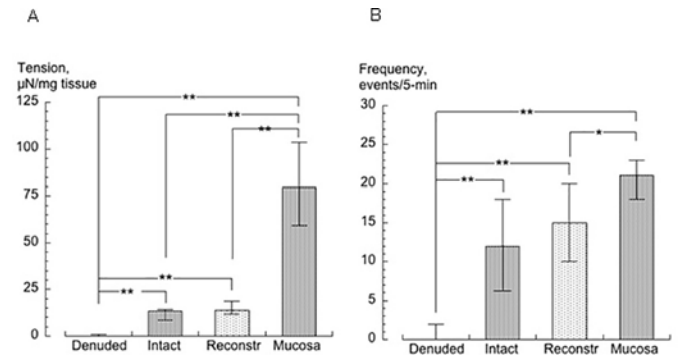 A
B
Tension,
µN/mg tissue
Frequency,
events/5-min
125
100
75
50
25
0
30
25
20
15
10
5
0
**
**
**
**
**
**
*
**
**
Denuded Intact Reconstr Mucosa
Denuded Intact Reconstr Mucosa